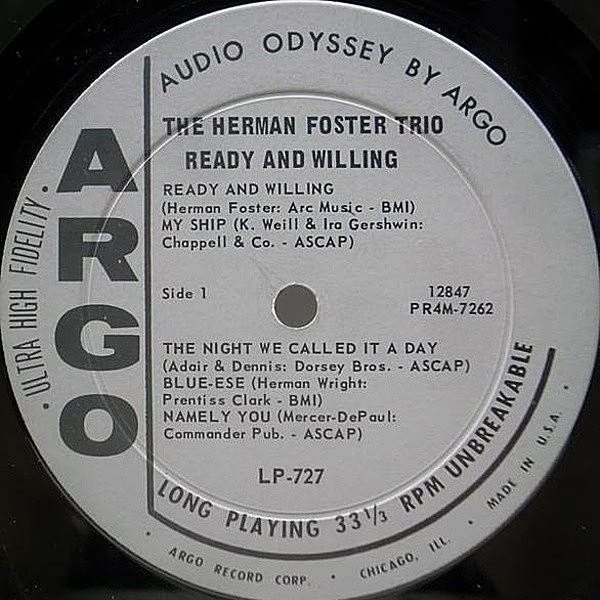 AUDIO ODYSSEY BY ARGO
ARGO
· ULTRA HIGH FIDELITY ·
THE HERMAN FOSTER TRIO
READY AND WILLING
READY AND WILLING
(Herman Foster: Arc Music - BMI)
MY SHIP (K. Weill & Ira Gershwin:
Chappell & Co. - ASCAP)
Side 1
12847
PR4M-7262
THE NIGHT WE CALLED IT A DAY
(Adair & Dennis: Dorsey Bros. - ASCAP)
BLUE-ESE (Herman Wright:
Prentiss Clark - BMI)
NAMELY YOU (Mercer-DePaul:
Commander Pub. - ASCAP)
LP-727
LONG PLAYING 33⅓ RPM UNBREAKABLE
· ARGO RECORD CORP. · CHICAGO, ILL. · MADE IN U.S.A. ·